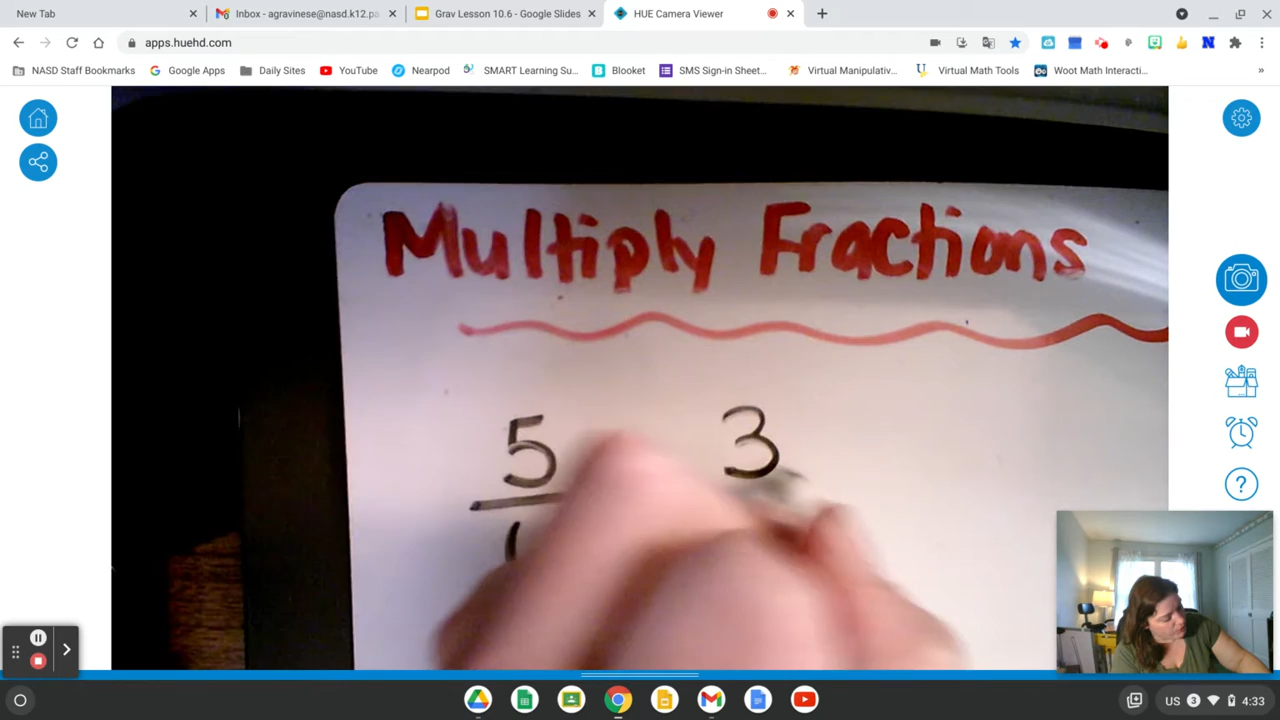 New Tab
Inbox - agravinese@nasd.k12.pa
Grav Lesson 10.6 - Google Slides
HUE Camera Viewer
apps.huehd.com
NASD Staff Bookmarks
Google Apps
Daily Sites
YouTube
Nearpod
SMART Learning Su...
Blooket
SMS Sign-in Sheet...
Virtual Manipulativ...
Virtual Math Tools
Woot Math Interacti...
»
Multiply Fractions
5 3
US 3 4:33